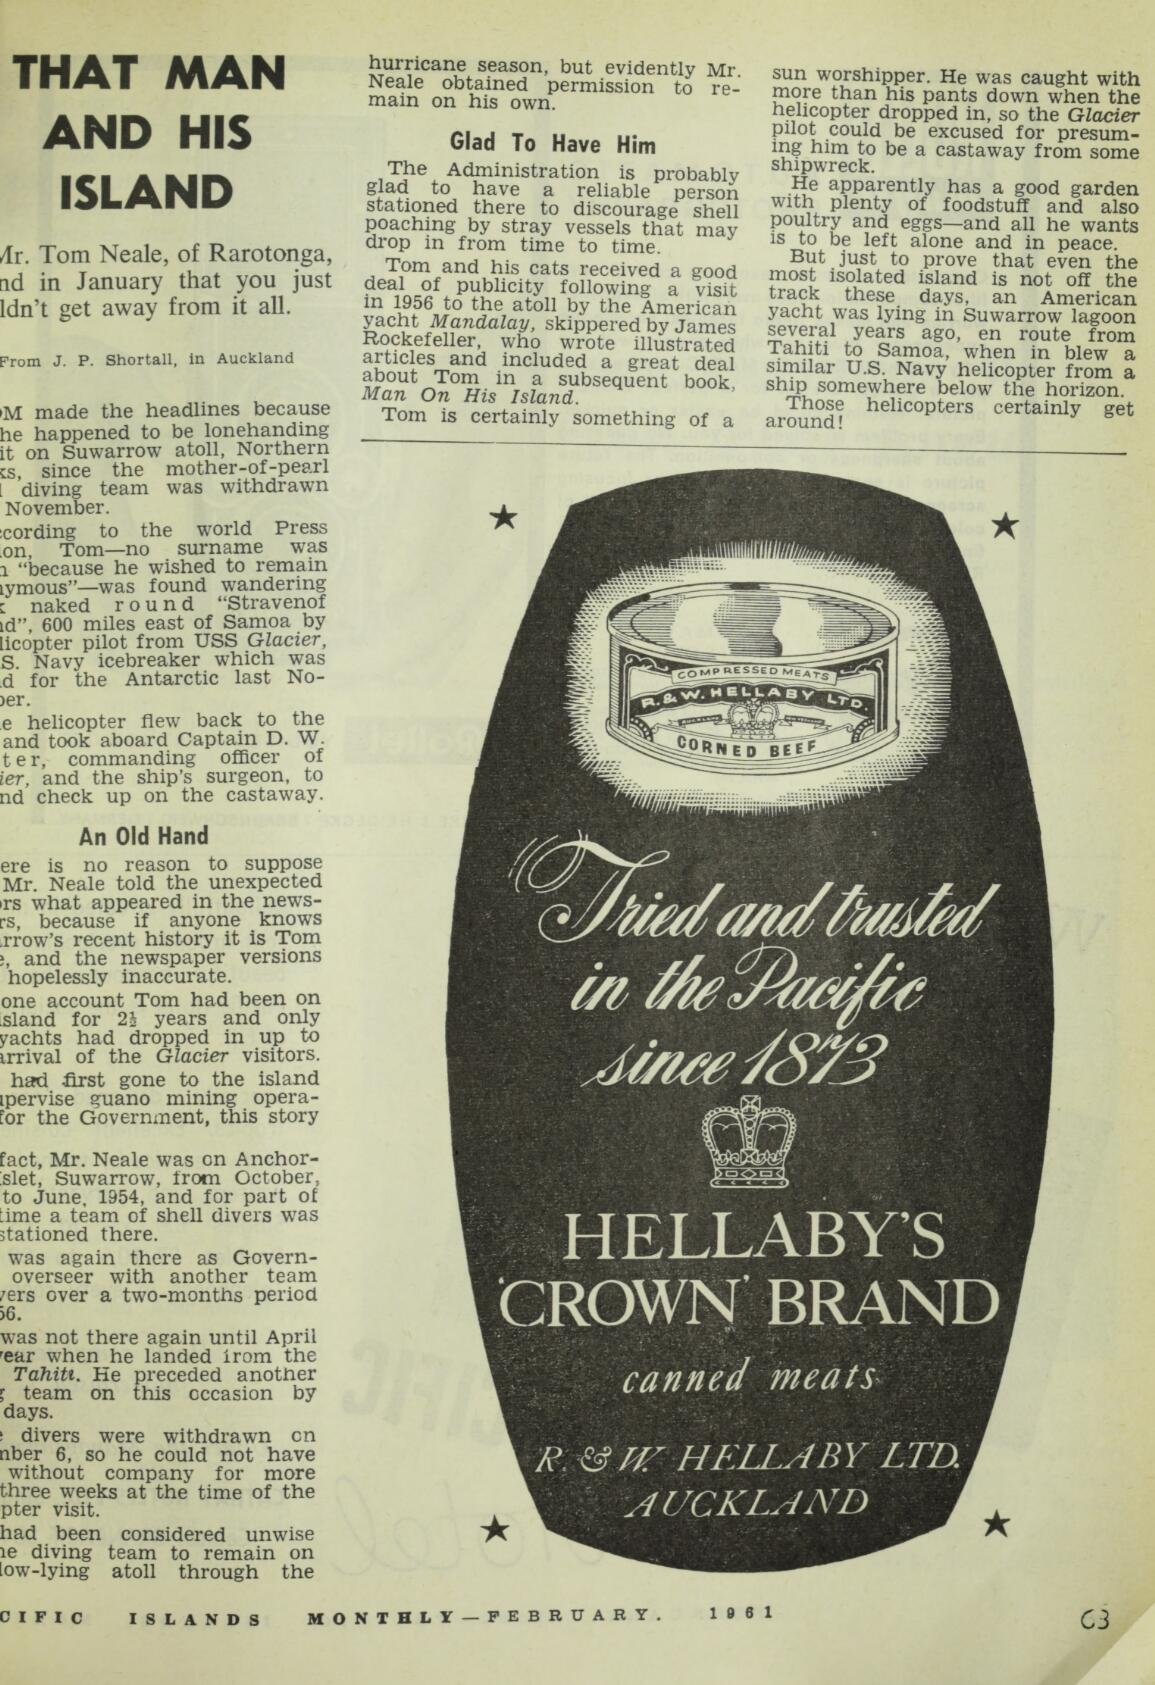 THAT MAN
AND HIS
ISLAND
Mr. Tom Neale, of Rarotonga,
nd in January that you just
ldn't get away from it all.
From J. P. Shortall, in Auckland
OM made the headlines because
he happened to be lonehanding
it on Suwarrow atoll, Northern
ks, since the mother-of-pearl
l diving team was withdrawn
November.
ccording to the world Press
ion, Tom—no surname was
n "because he wished to remain
nymous"—was found wandering
k naked round "Stravenof
nd", 600 miles east of Samoa by
licopter pilot from USS Glacier,
.S. Navy icebreaker which was
nd for the Antarctic last No-
ber.
e helicopter flew back to the
and took aboard Captain D. W.
ter, commanding officer of
ier, and the ship's surgeon, to
nd check up on the castaway.
An Old Hand
ere is no reason to suppose
Mr. Neale told the unexpected
ors what appeared in the news-
rs, because if anyone knows
arrow's recent history it is Tom
e, and the newspaper versions
hopelessly inaccurate.
one account Tom had been on
island for 2½ years and only
yachts had dropped in up to
arrival of the Glacier visitors.
had first gone to the island
upervise guano mining opera-
for the Government, this story
fact, Mr. Neale was on Anchor-
Islet, Suwarrow, from October,
to June, 1954, and for part of
time a team of shell divers was
stationed there.
was again there as Govern-
overseer with another team
vers over a two-months period
56.
was not there again until April
year when he landed from the
Tahiti. He preceded another
g team on this occasion by
days.
e divers were withdrawn on
mber 6, so he could not have
without company for more
three weeks at the time of the
pter visit.
had been considered unwise
he diving team to remain on
low-lying atoll through the
hurricane season, but evidently Mr.
Neale obtained permission to re-
main on his own.
Glad To Have Him
The Administration is probably
glad to have a reliable person
stationed there to discourage shell
poaching by stray vessels that may
drop in from time to time.
Tom and his cats received a good
deal of publicity following a visit
in 1956 to the atoll by the American
yacht Mandalay, skippered by James
Rockefeller, who wrote illustrated
articles and included a great deal
about Tom in a subsequent book,
Man On His Island.
Tom is certainly something of a
sun worshipper. He was caught with
more than his pants down when the
helicopter dropped in, so the Glacier
pilot could be excused for presum-
ing him to be a castaway from some
shipwreck.
He apparently has a good garden
with plenty of foodstuff and also
poultry and eggs—and all he wants
is to be left alone and in peace.
But just to prove that even the
most isolated island is not off the
track these days, an American
yacht was lying in Suwarrow lagoon
several years ago, en route from
Tahiti to Samoa, when in blew a
similar U.S. Navy helicopter from a
ship somewhere below the horizon.
Those helicopters certainly get
around!
COMPRESSED MEATS
R. & W. HELLABY LTD.
CORNED BEEF
Tried and trusted
in the Pacific
since 1873
HELLABY'S
'CROWN' BRAND
canned meats
R. & W. HELLABY LTD.
AUCKLAND
CIFIC ISLANDS MONTHLY—FEBRUARY. 1961
63